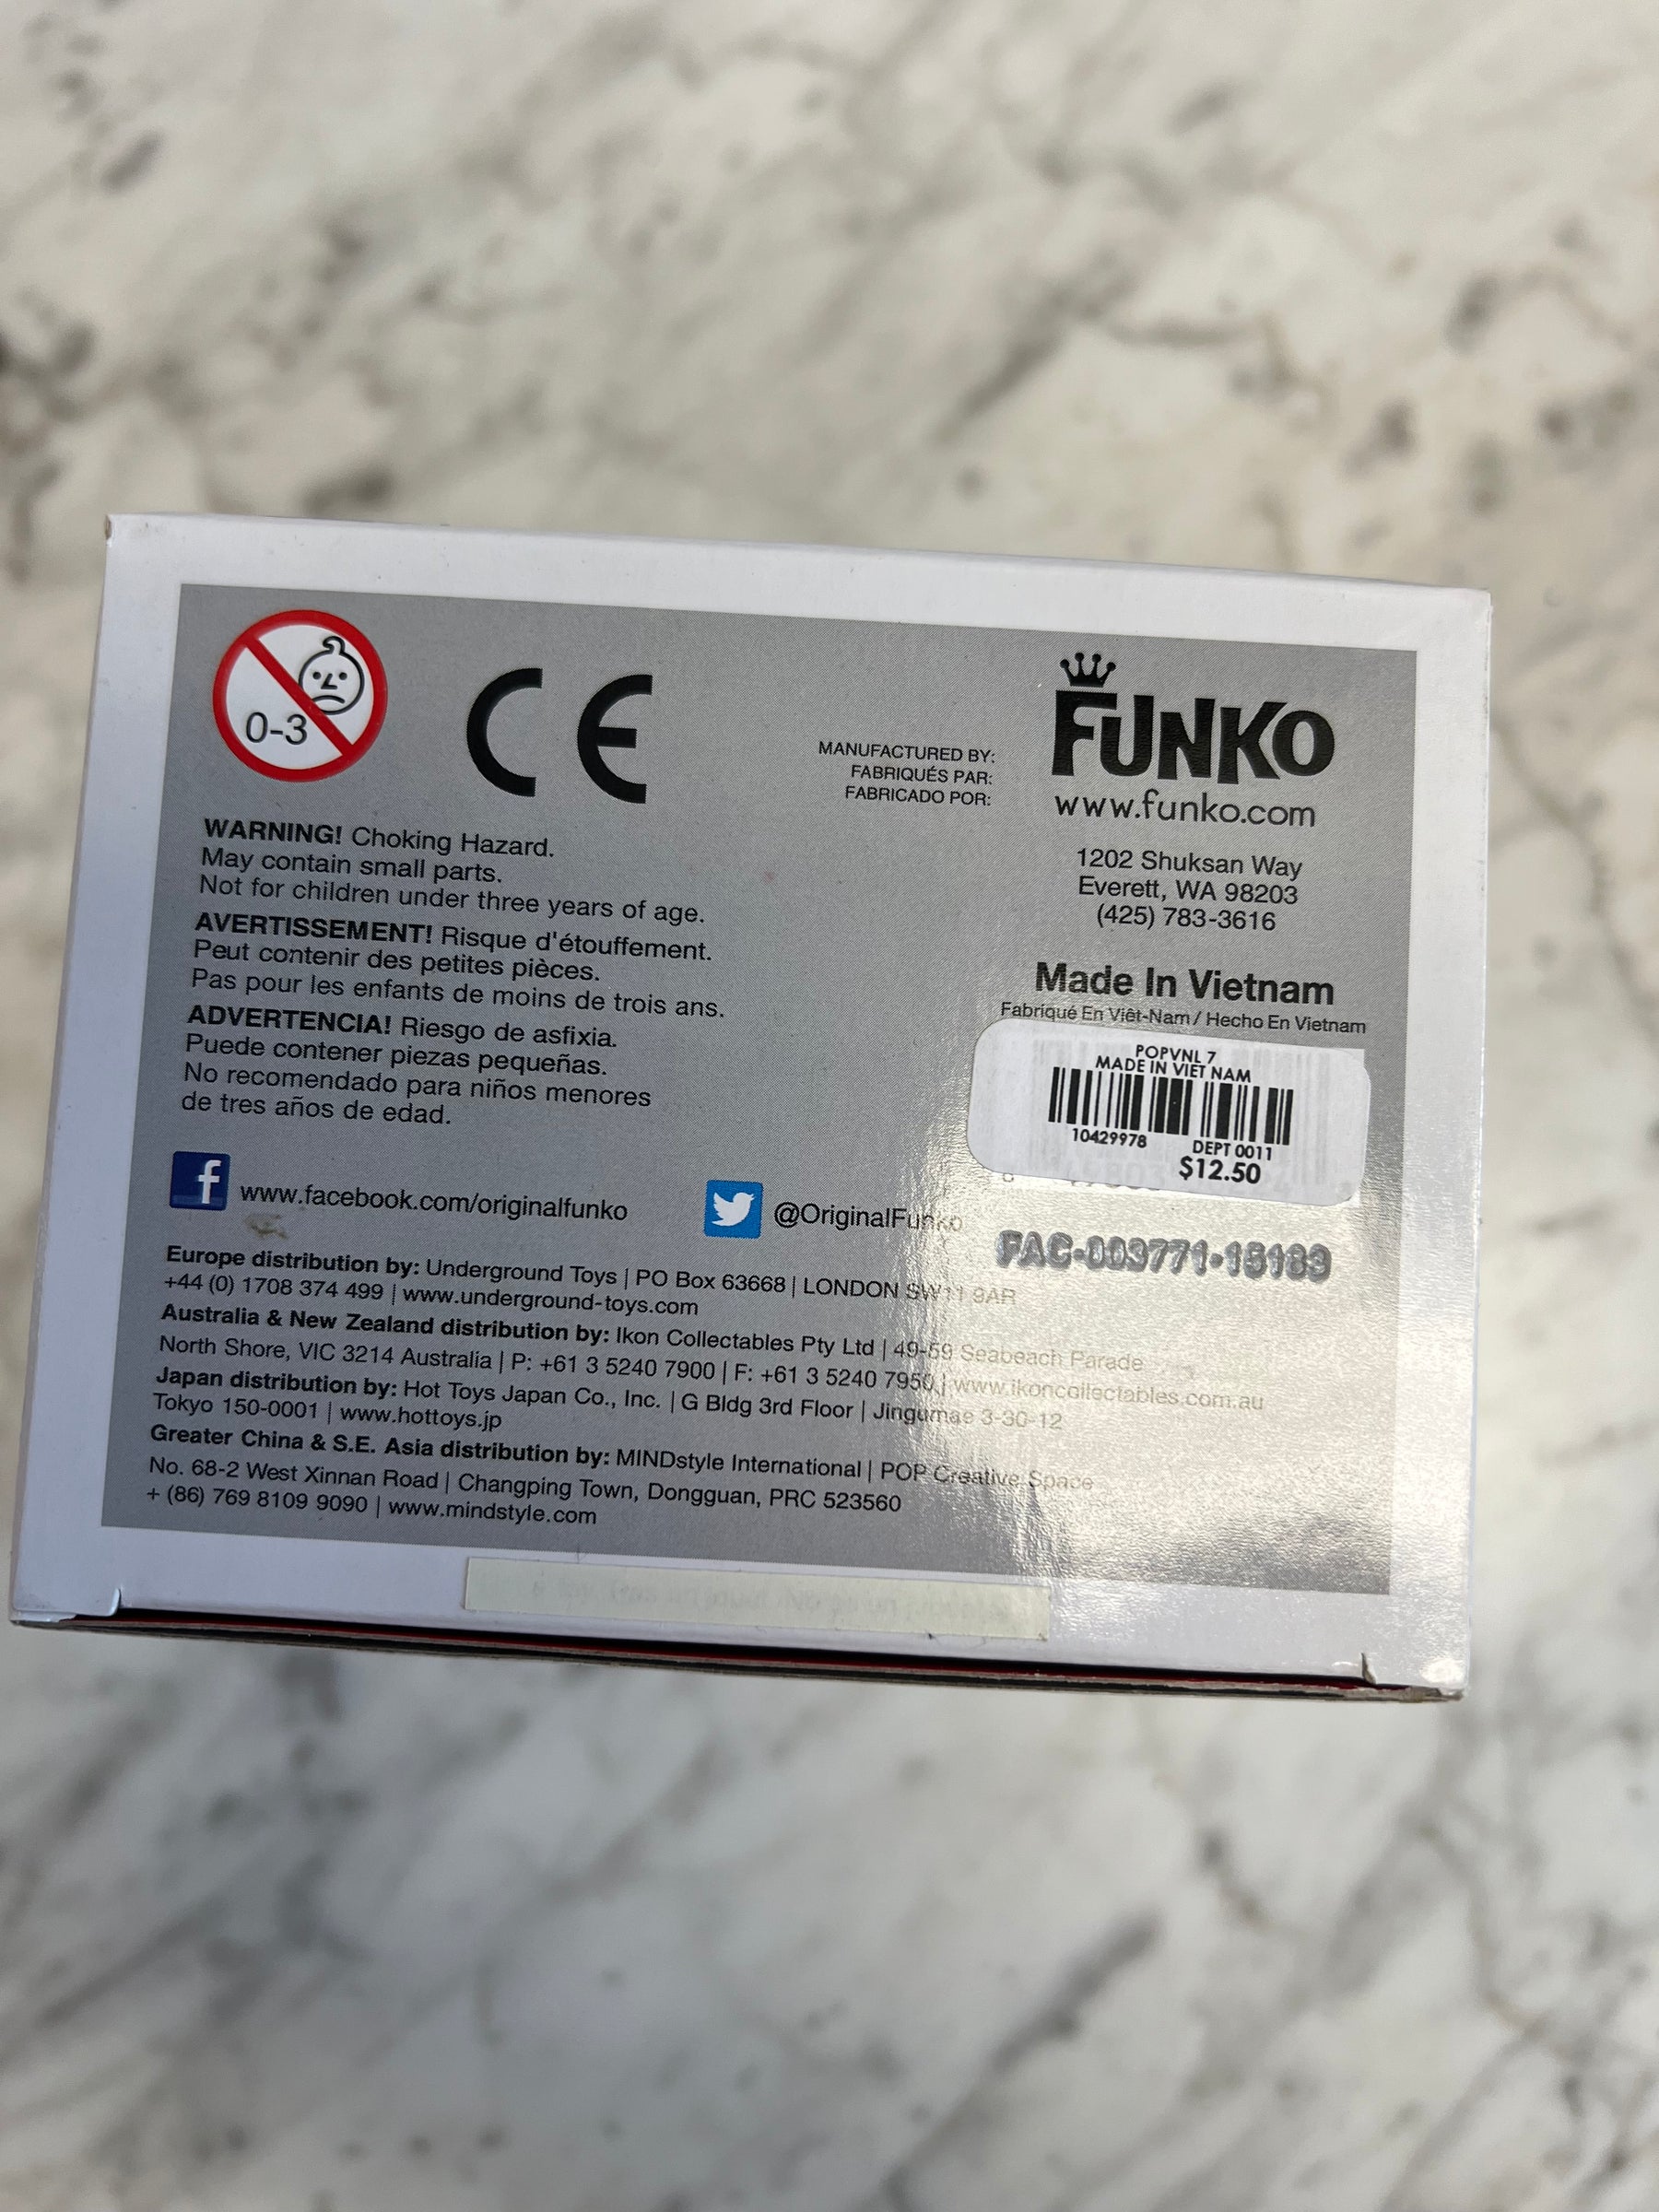 0-3
CE
MANUFACTURED BY:
FABRIQUÉS PAR:
FABRICADO POR:
FUNKO
www.funko.com
1202 Shuksan Way
Everett, WA 98203
(425) 783-3616
Made In Vietnam
Fabriqué En Viêt-Nam / Hecho En Vietnam
POPVNL 7
MADE IN VIET NAM
10429978 DEPT 0011
$12.50
FAC-003771-15183
WARNING! Choking Hazard.
May contain small parts.
Not for children under three years of age.
AVERTISSEMENT! Risque d'étouffement.
Peut contenir des petites pièces.
Pas pour les enfants de moins de trois ans.
ADVERTENCIA! Riesgo de asfixia.
Puede contener piezas pequeñas.
No recomendado para niños menores
de tres años de edad.
f www.facebook.com/originalfunko @OriginalFunko
Europe distribution by: Underground Toys | PO Box 63668 | LONDON SW11 9AR
+44 (0) 1708 374 499 | www.underground-toys.com
Australia & New Zealand distribution by: Ikon Collectables Pty Ltd | 49-59 Seabeach Parade
North Shore, VIC 3214 Australia | P: +61 3 5240 7900 | F: +61 3 5240 7950 | www.ikoncollectables.com.au
Japan distribution by: Hot Toys Japan Co., Inc. | G Bldg 3rd Floor | Jingumae 3-30-12
Tokyo 150-0001 | www.hottoys.jp
Greater China & S.E. Asia distribution by: MINDstyle International | POP Creative Space
No. 68-2 West Xinnan Road | Changping Town, Dongguan, PRC 523560
+ (86) 769 8109 9090 | www.mindstyle.com